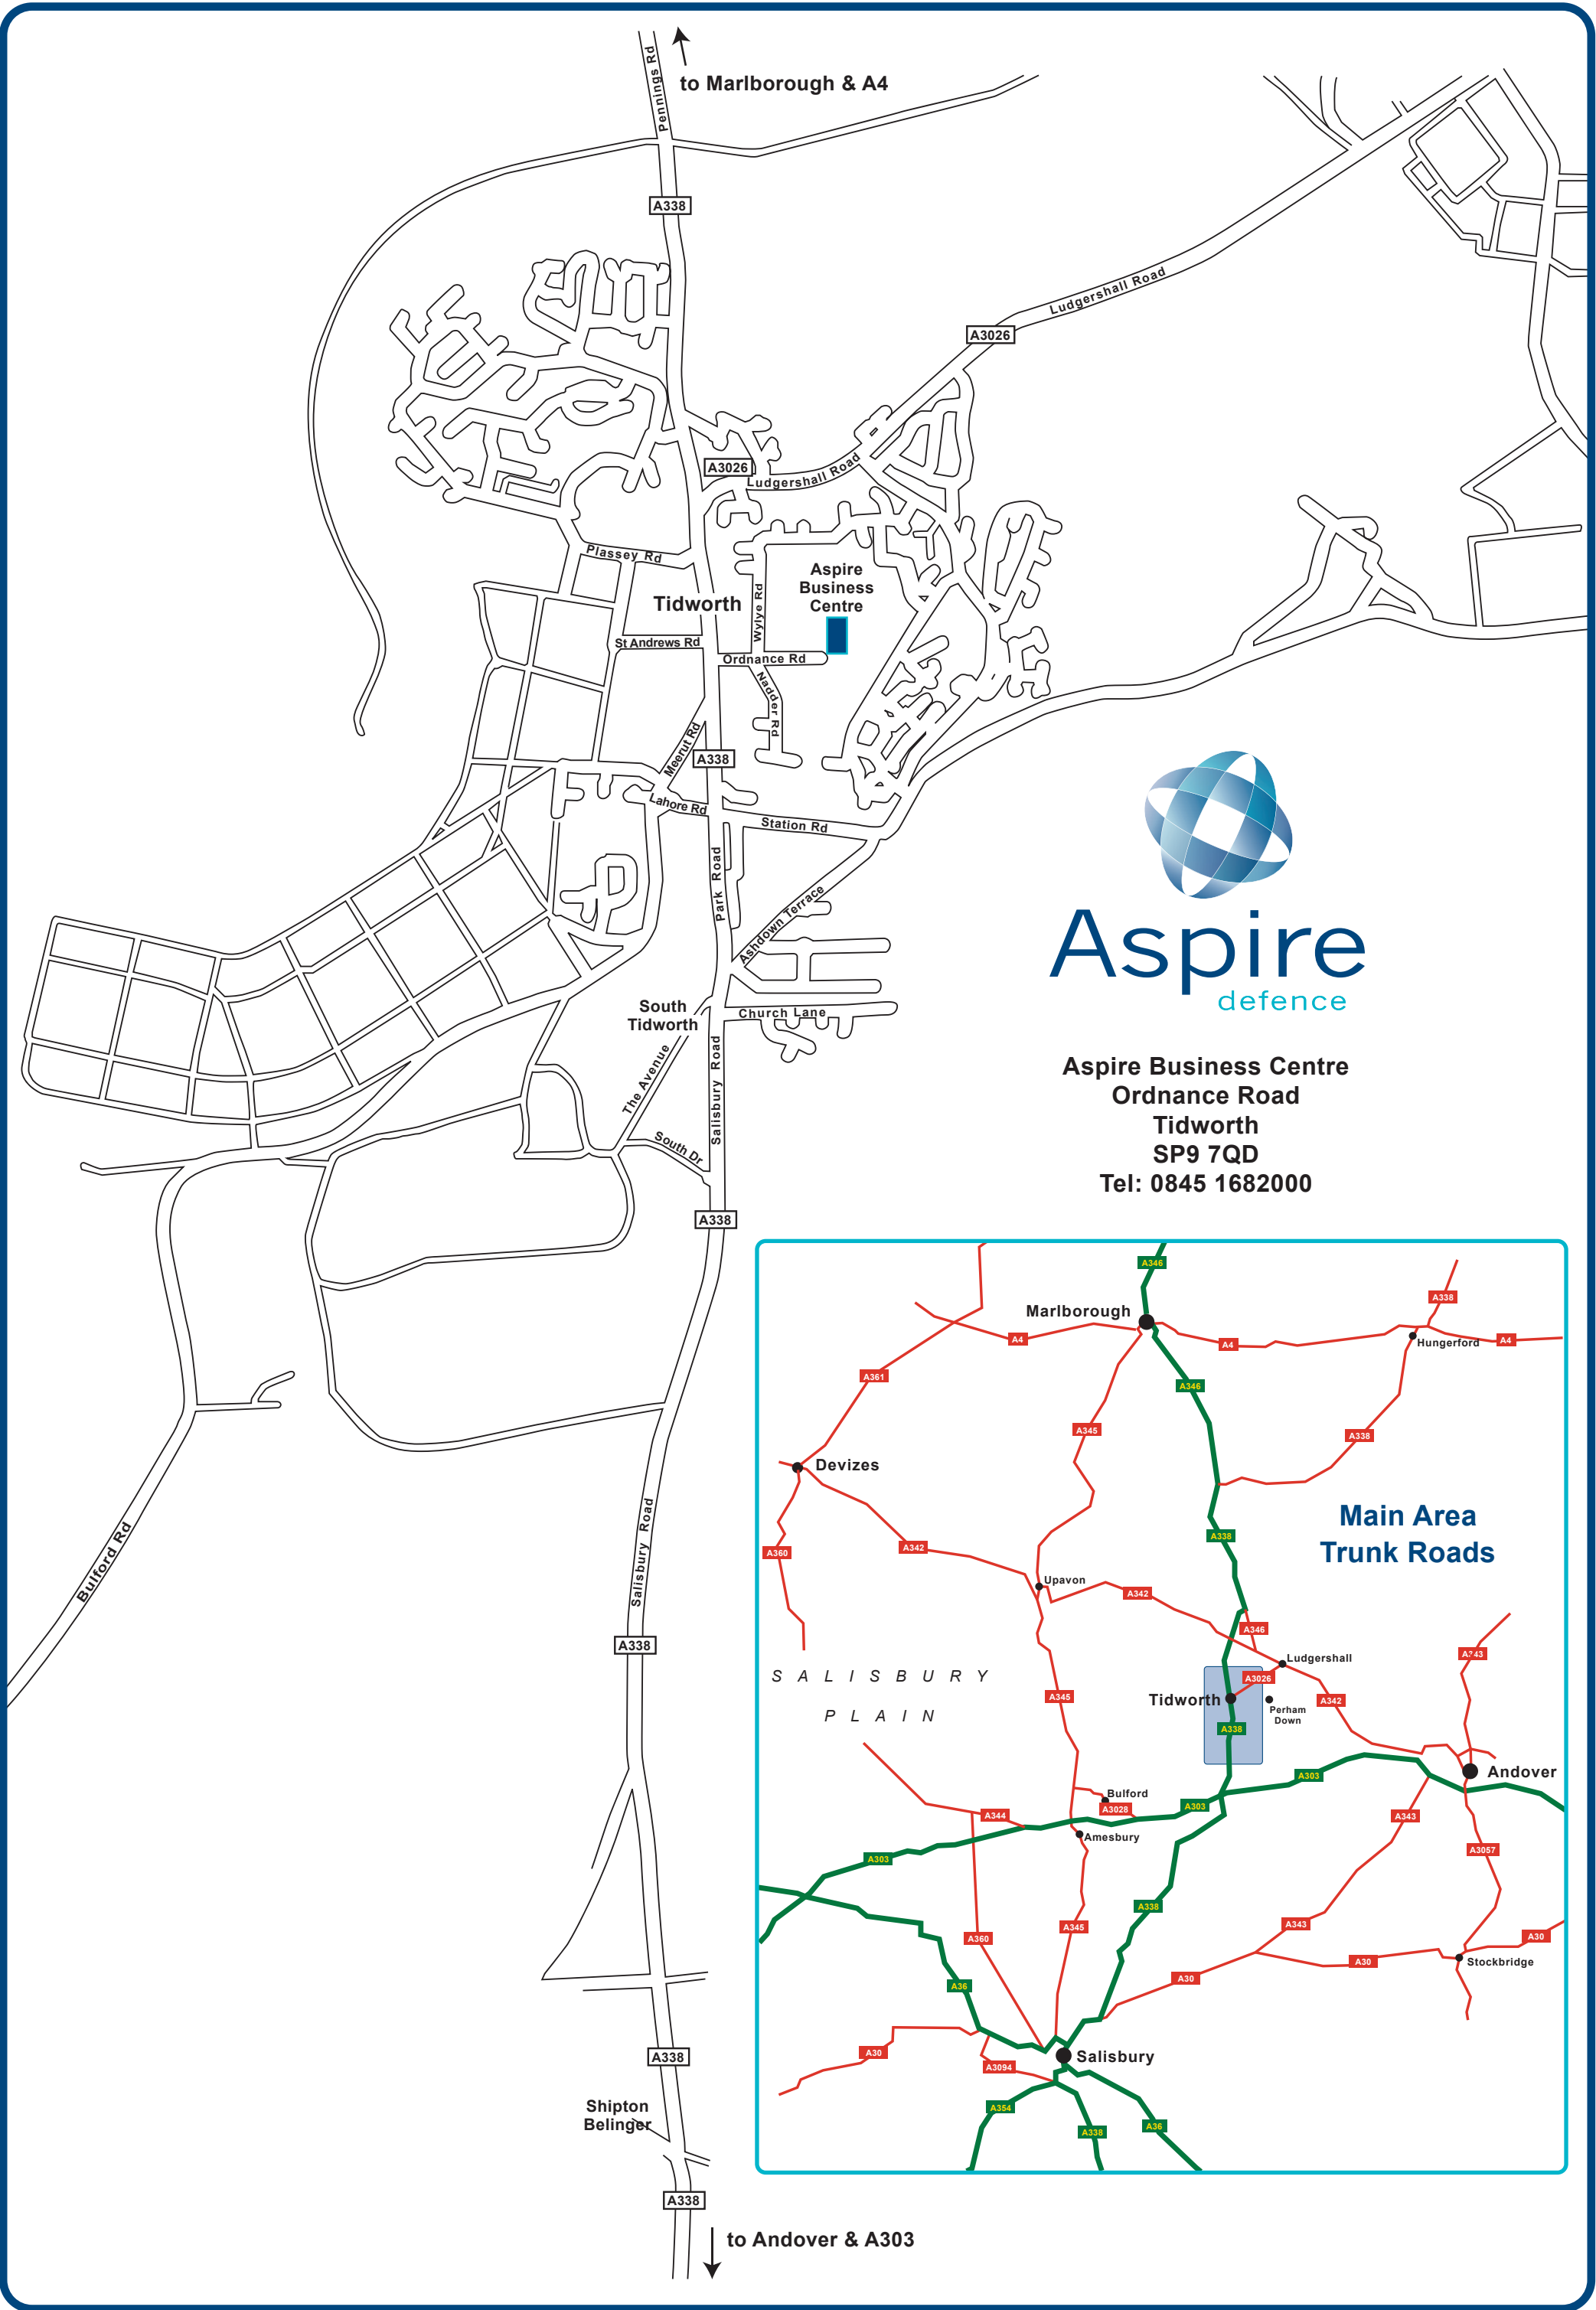 Pennings Rd
to Marlborough & A4
A338
Ludgershall Road
A3026
A3026
Ludgershall Road
Plassey Rd
Aspire
Business
Centre
Tidworth
Wylye Rd
St Andrews Rd
Ordnance Rd
Nadder Rd
Meerut Rd
A338
Lahore Rd
Station Rd
Park Road
Ashdown Terrace
South
Tidworth
Church Lane
The Avenue
Salisbury Road
South Dr
A338
Aspire
defence
Aspire Business Centre
Ordnance Road
Tidworth
SP9 7QD
Tel: 0845 1682000
Bulford Rd
Salisbury Road
A338
A338
Shipton
Belinger
A338
to Andover & A303
A346
Marlborough
A338
A4
A4
Hungerford
A4
A361
A346
A345
A338
Devizes
Main Area
Trunk Roads
A338
A342
A360
Upavon
A342
A346
A343
Ludgershall
SALISBURY
PLAIN
A3026
A345
Tidworth
A342
Perham
Down
A338
Andover
A303
Bulford
A3028
A303
A344
A343
Amesbury
A3057
A303
A338
A343
A345
A360
A30
A30
Stockbridge
A30
A36
A30
Salisbury
A3094
A354
A36
A338